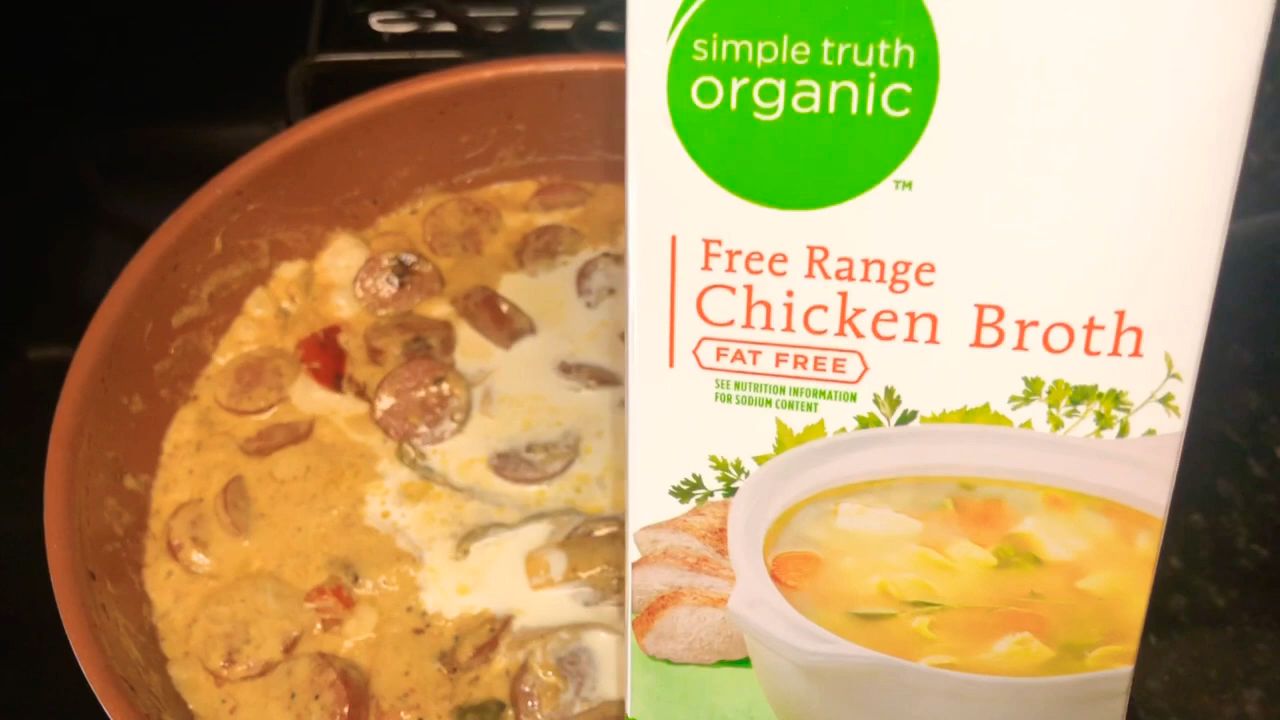 simple truth
organic
TM
Free Range
Chicken Broth
FAT FREE
SEE NUTRITION INFORMATION
FOR SODIUM CONTENT